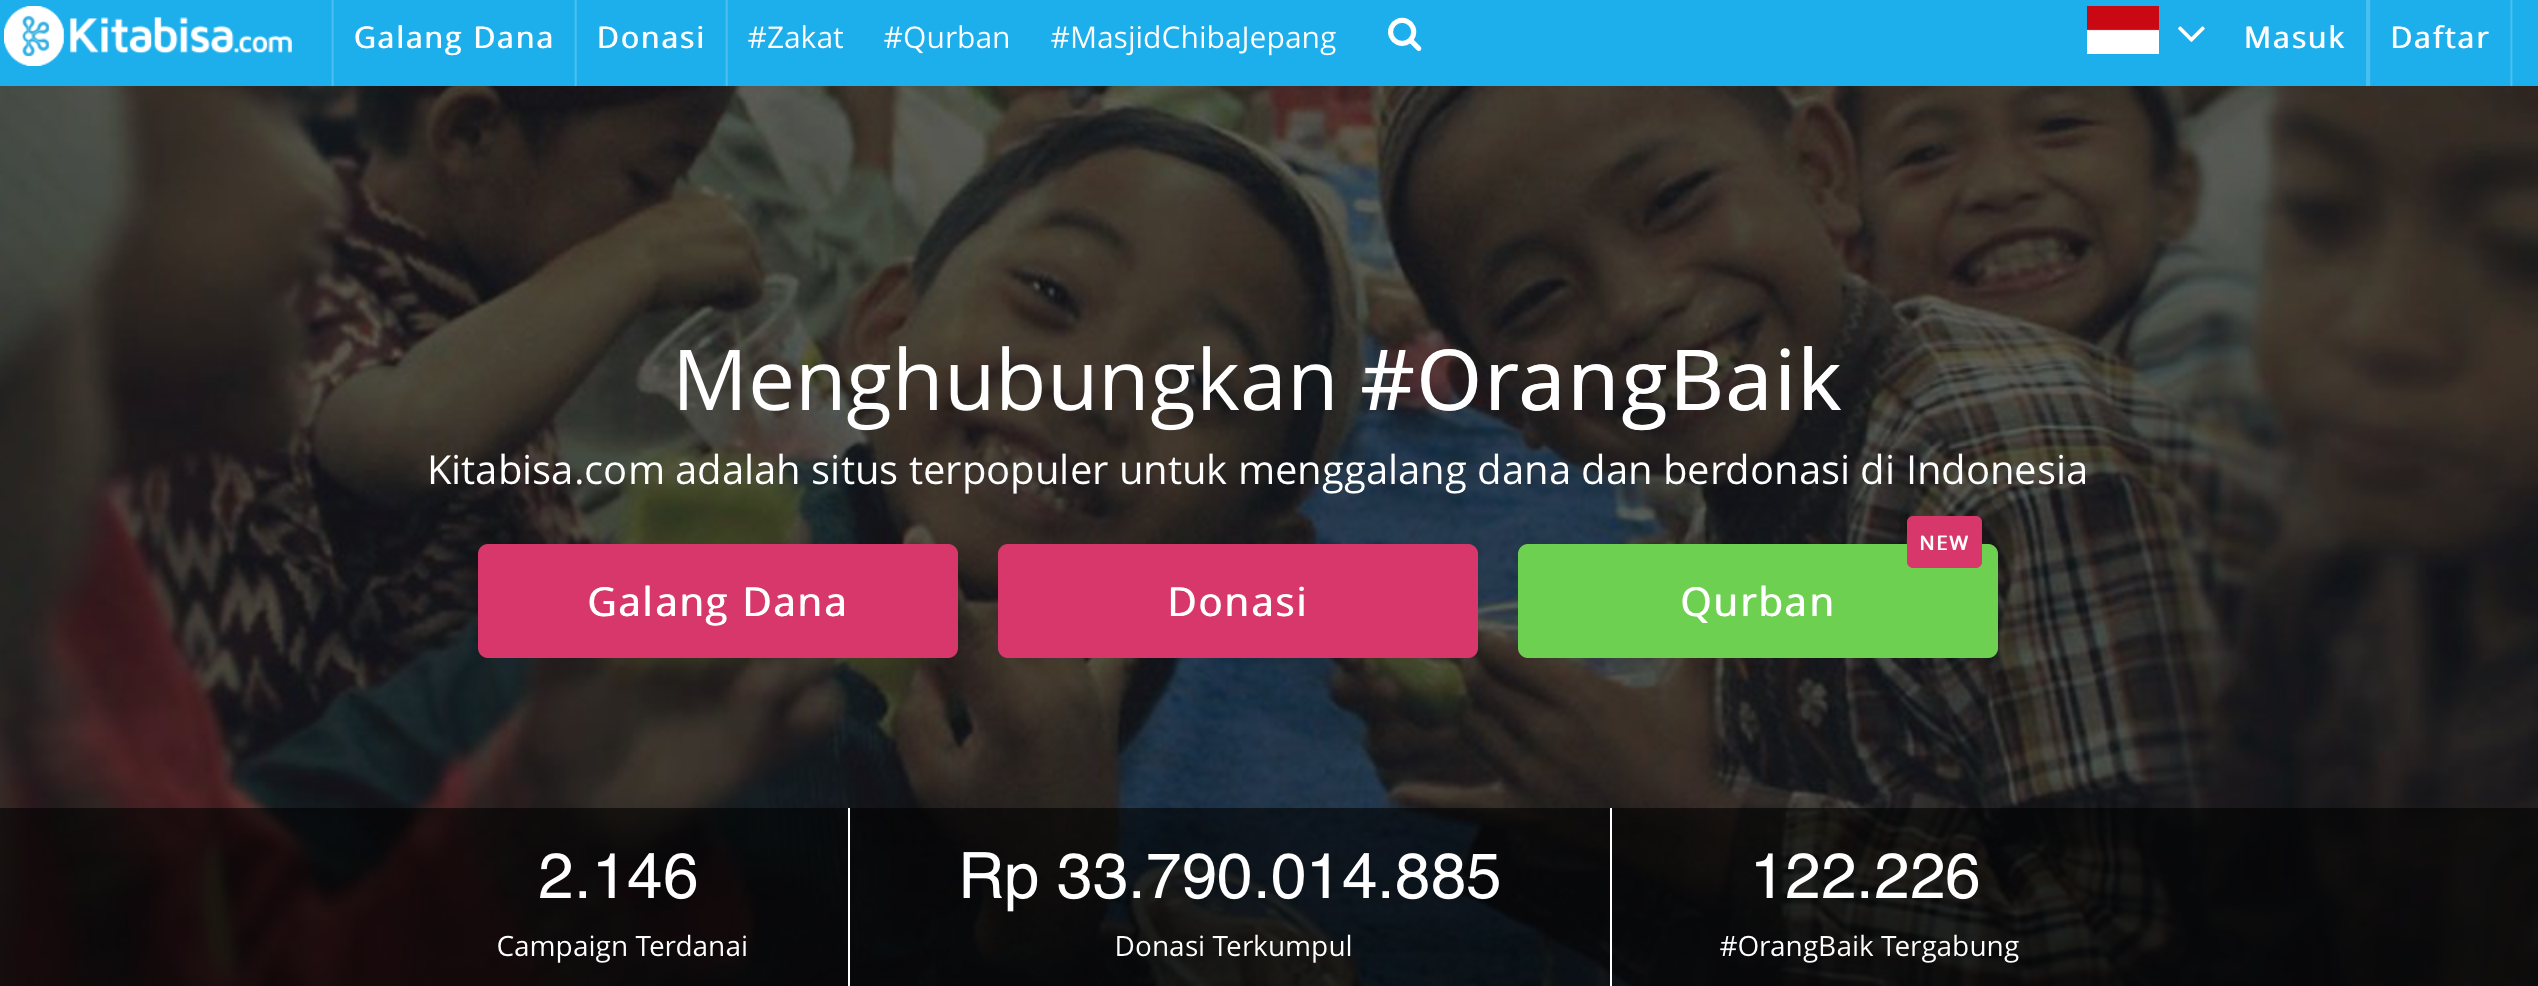 Kitabisa.com
Galang Dana
Donasi
#Zakat
#Qurban
#MasjidChibaJepang
Masuk
Daftar
Menghubungkan #OrangBaik
Kitabisa.com adalah situs terpopuler untuk menggalang dana dan berdonasi di Indonesia
Galang Dana
Donasi
NEW
Qurban
2.146
Campaign Terdanai
Rp 33.790.014.885
Donasi Terkumpul
122.226
#OrangBaik Tergabung